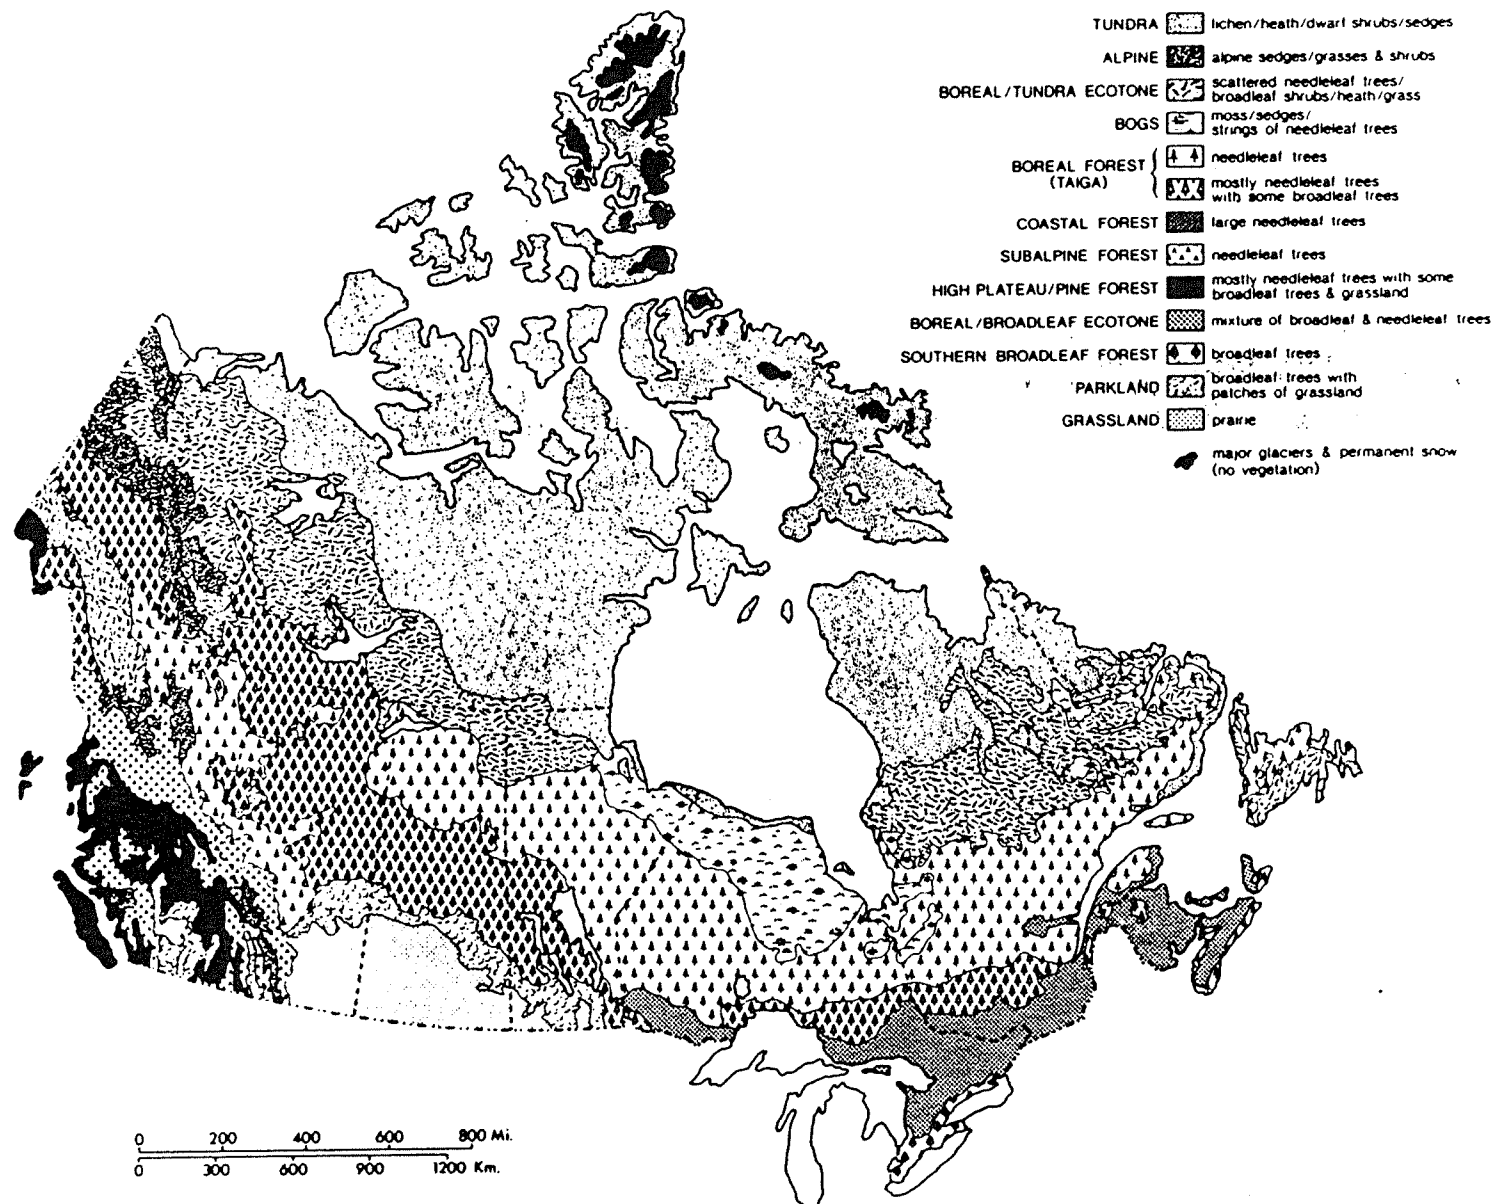 TUNDRA lichen/heath/dwarf shrubs/sedges
ALPINE alpine sedges/grasses & shrubs
BOREAL/TUNDRA ECOTONE scattered needleleaf trees/
broadleaf shrubs/heath/grass
BOGS moss/sedges/
strings of needleleaf trees
BOREAL FOREST needleleaf trees
(TAIGA) mostly needleleaf trees
with some broadleaf trees
COASTAL FOREST large needleleaf trees
SUBALPINE FOREST needleleaf trees
HIGH PLATEAU/PINE FOREST mostly needleleaf trees with some
broadleaf trees & grassland
BOREAL/BROADLEAF ECOTONE mixture of broadleaf & needleleaf trees
SOUTHERN BROADLEAF FOREST broadleaf trees
PARKLAND broadleaf trees with
patches of grassland
GRASSLAND prairie
major glaciers & permanent snow
(no vegetation)
0 200 400 600 800 Mi.
0 300 600 900 1200 Km.